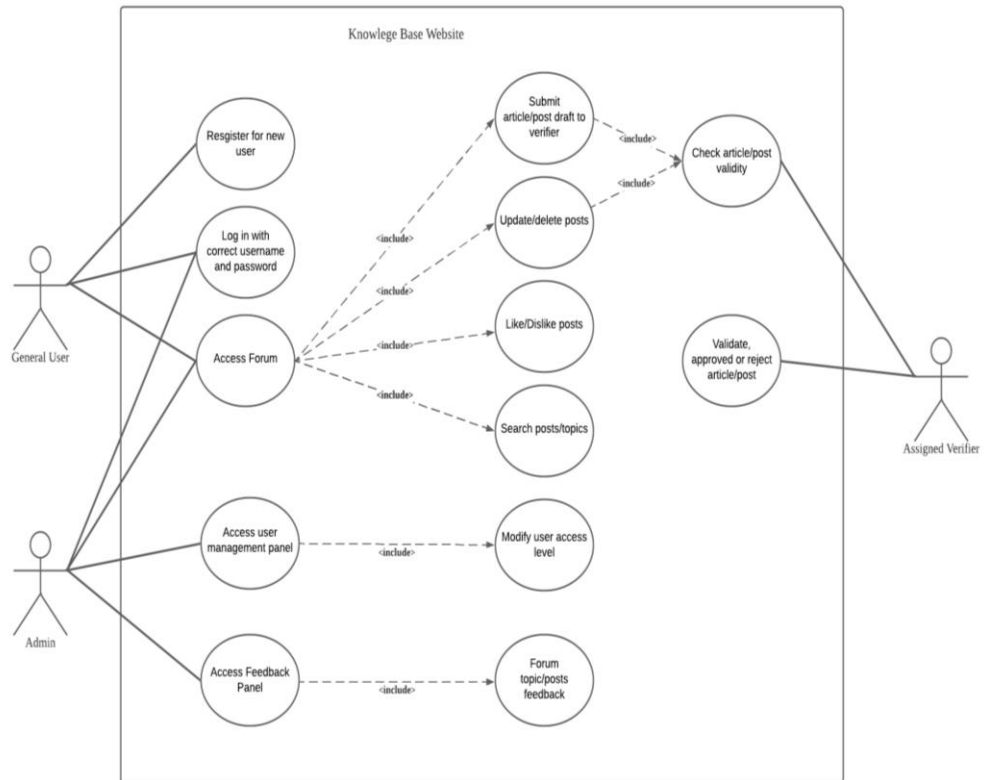 Knowlege Base Website
Resgister for new
user
Log in with
correct username
and password
Access Forum
Access user
management panel
Access Feedback
Panel
<include>
<include>
<include>
<include>
<include>
<include>
Submit
article/post draft to
verifier
Update/delete posts
Like/Dislike posts
Search posts/topics
Modify user access
level
Forum
topic/posts
feedback
<include>
<include>
Check article/post
validity
Validate,
approved or reject
article/post
General User
Admin
Assigned Verifier